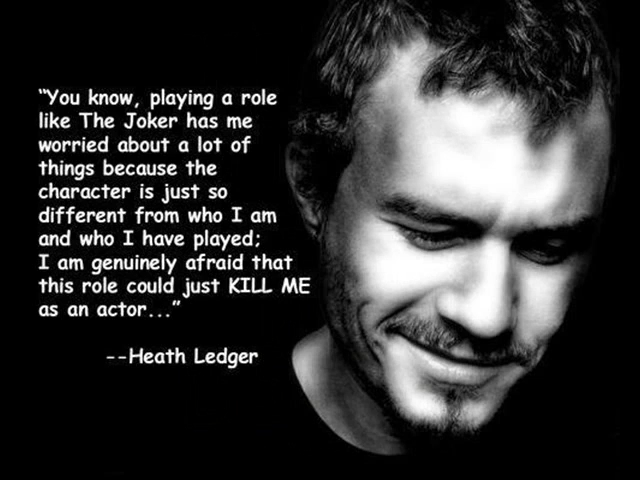 “You know, playing a role
like The Joker has me
worried about a lot of
things because the
character is just so
different from who I am
and who I have played;
I am genuinely afraid that
this role could just KILL ME
as an actor...”
--Heath Ledger